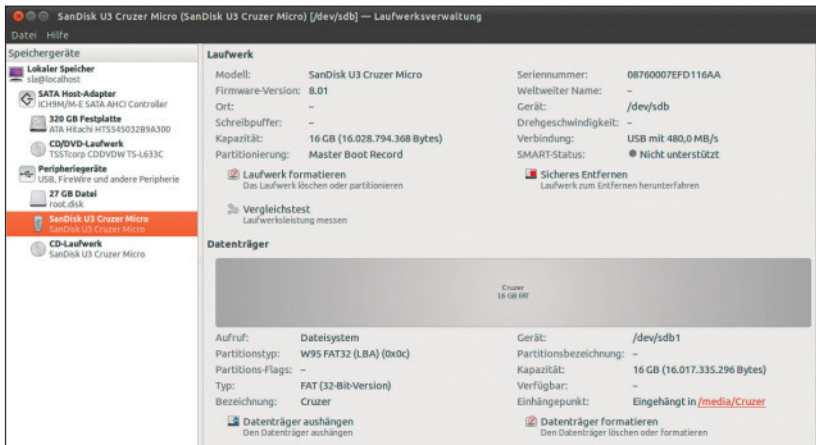 SanDisk U3 Cruzer Micro (SanDisk U3 Cruzer Micro) [/dev/sdb] — Laufwerksverwaltung
Datei Hilfe
Speichergeräte
Lokaler Speicher
sla@localhost
SATA Host-Adapter
ICH9M/M-E SATA AHCI Controller
320 GB Festplatte
ATA Hitachi HTS545032B9A300
CD/DVD-Laufwerk
TSSTcorp CDDVDW TS-L633C
Peripheriegeräte
USB, FireWire und andere Peripherie
27 GB Datei
root.disk
SanDisk U3 Cruzer Micro
SanDisk U3 Cruzer Micro
CD-Laufwerk
SanDisk U3 Cruzer Micro
Laufwerk
Modell: SanDisk U3 Cruzer Micro Seriennummer: 08760007EFD116AA
Firmware-Version: 8.01 Weltweiter Name: –
Ort: – Gerät: /dev/sdb
Schreibpuffer: – Drehgeschwindigkeit: –
Kapazität: 16 GB (16.028.794.368 Bytes) Verbindung: USB mit 480,0 MB/s
Partitionierung: Master Boot Record SMART-Status: Nicht unterstützt
Laufwerk formatieren Sicheres Entfernen
Das Laufwerk löschen oder partitionieren Laufwerk zum Entfernen herunterfahren
Vergleichstest
Laufwerksleistung messen
Datenträger
Cruzer
16 GB FAT
Aufruf: Dateisystem Gerät: /dev/sdb1
Partitionstyp: W95 FAT32 (LBA) (0x0c) Partitionsbezeichnung: –
Partitions-Flags: – Kapazität: 16 GB (16.017.335.296 Bytes)
Typ: FAT (32-Bit-Version) Verfügbar: –
Bezeichnung: Cruzer Einhängepunkt: Eingehängt in /media/Cruzer
Datenträger aushängen Datenträger formatieren
Den Datenträger aushängen Den Datenträger löschen oder formatieren